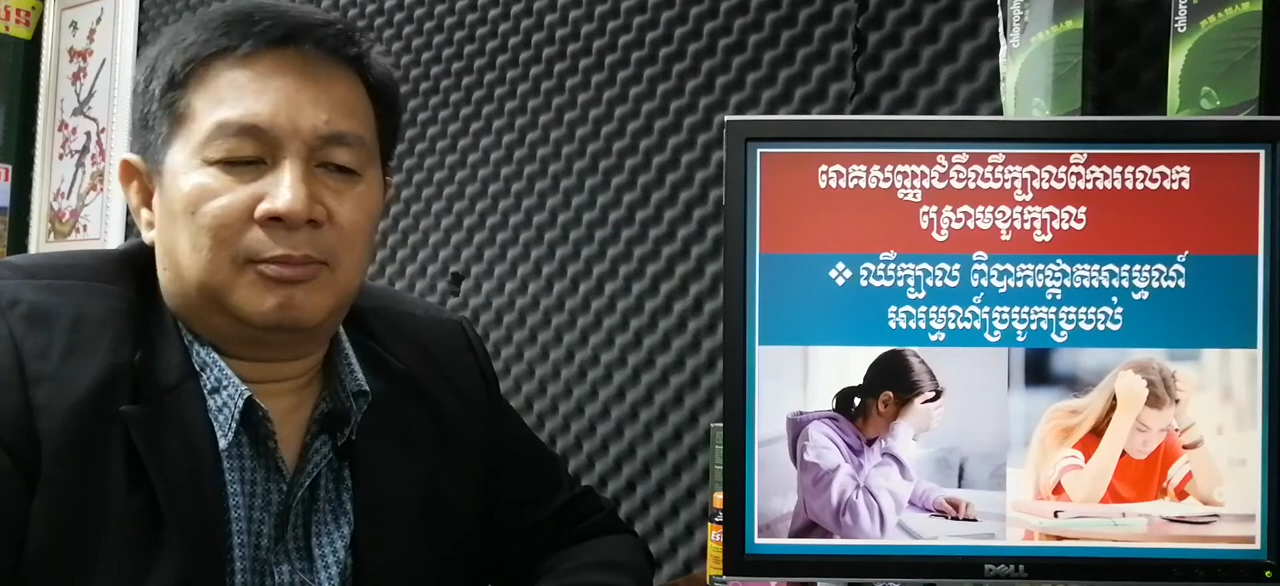 រោគសញ្ញាជំងឺឈឺក្បាលពីការរលាក
ស្រោមខួរក្បាល
❖ ឈឺក្បាល ពិបាកផ្តោតអារម្មណ៍
អារម្មណ៍ច្របូកច្របល់
DELL